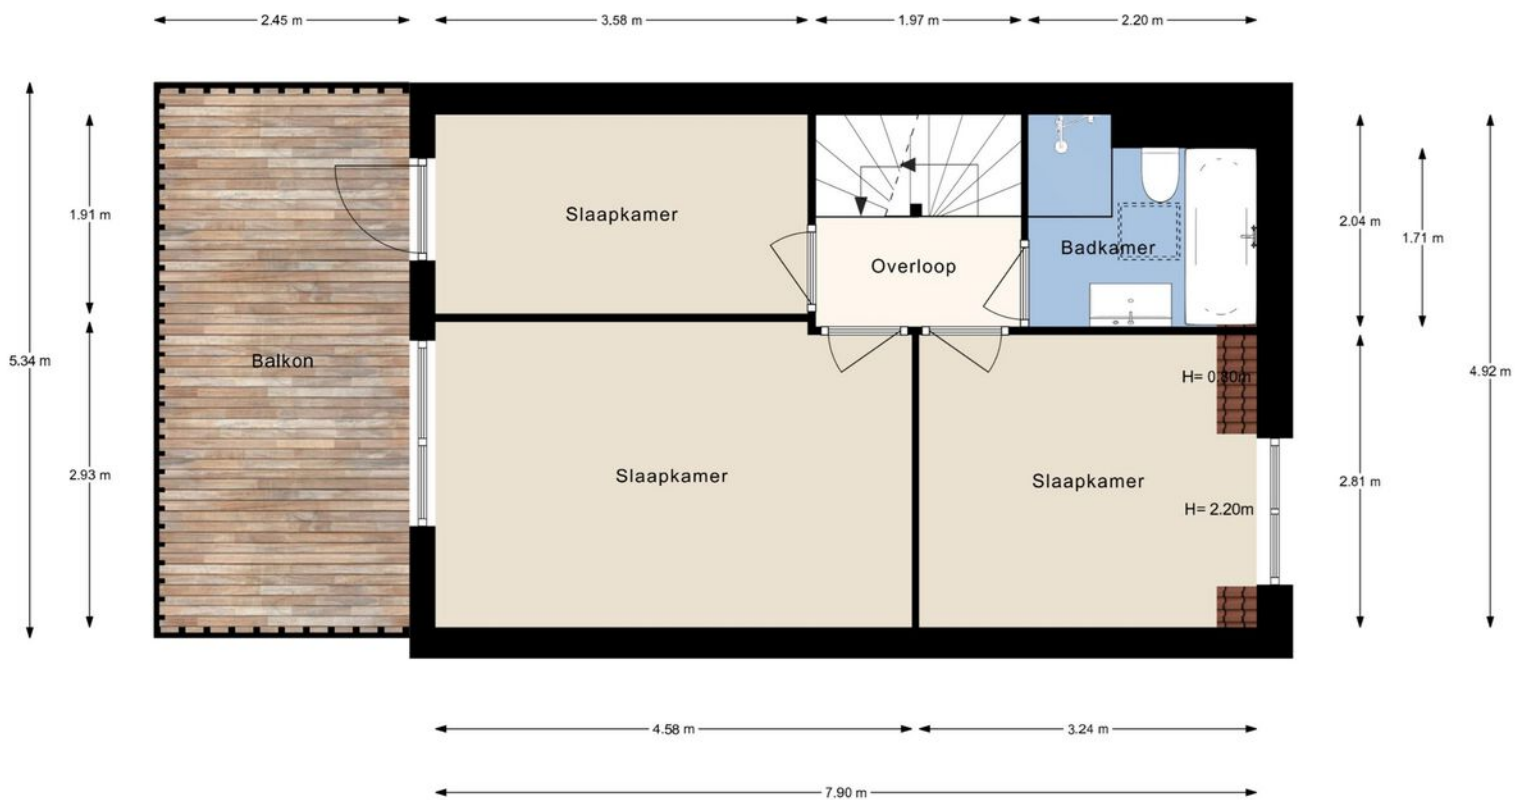 2.45 m
3.58 m
1.97 m
2.20 m
1.91 m
5.34 m
2.93 m
Slaapkamer
Overloop
Badkamer
2.04 m
1.71 m
Balkon
4.92 m
H= 0.80m
Slaapkamer
Slaapkamer
2.81 m
H= 2.20m
4.58 m
3.24 m
7.90 m